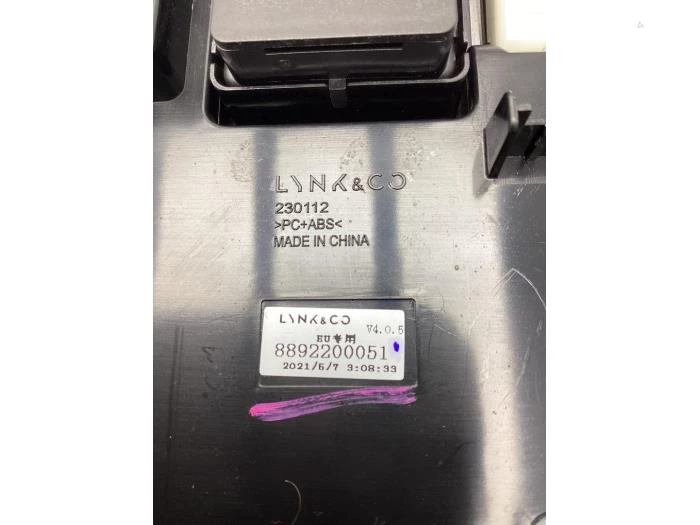 LYNK&CO
230112
>PC+ABS<
MADE IN CHINA
LYNK&CO
V4.0.5
EU专用
8892200051
2021/5/7 3:08:33